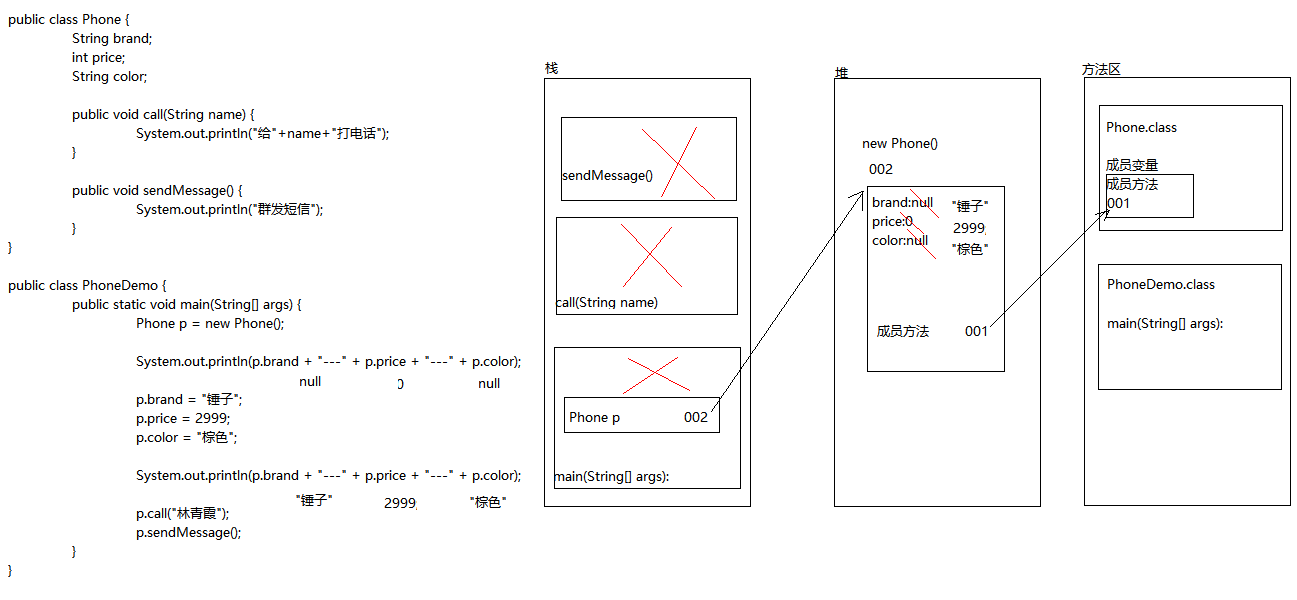 public class Phone {
String brand;
int price;
String color;
public void call(String name) {
System.out.println("给"+name+"打电话");
}
public void sendMessage() {
System.out.println("群发短信");
}
}
public class PhoneDemo {
public static void main(String[] args) {
Phone p = new Phone();
System.out.println(p.brand + "---" + p.price + "---" + p.color);
null 0 null
p.brand = "锤子";
p.price = 2999;
p.color = "棕色";
System.out.println(p.brand + "---" + p.price + "---" + p.color);
"锤子" 2999; "棕色"
p.call("林青霞");
p.sendMessage();
}
}
栈
sendMessage()
call(String name)
Phone p 002
main(String[] args):
堆
new Phone()
002
brand:null "锤子"
price:0 2999;
color:null "棕色"
成员方法 001
方法区
Phone.class
成员变量
成员方法
001
PhoneDemo.class
main(String[] args):